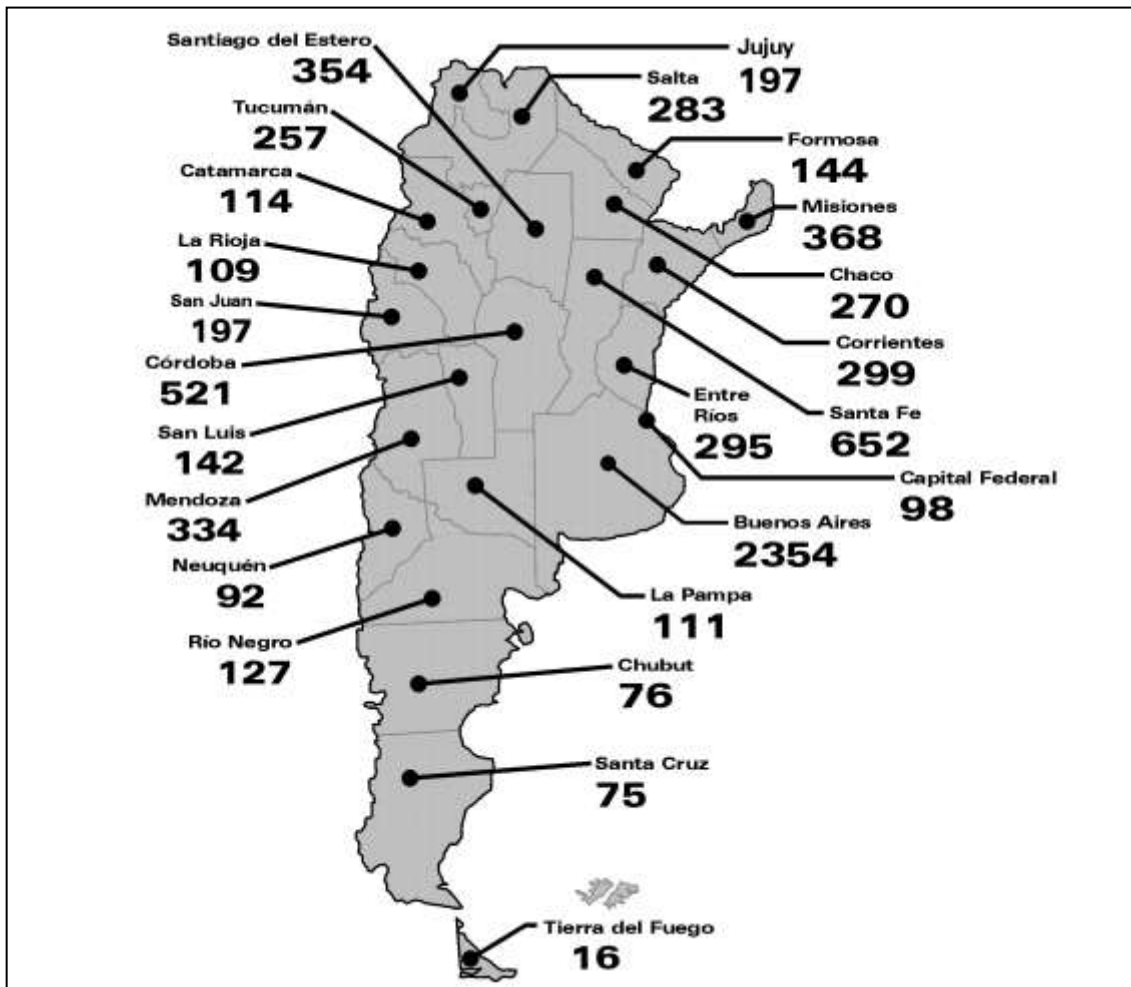 Santiago del Estero
354
Tucumán
257
Catamarca
114
La Rioja
109
San Juan
197
Córdoba
521
San Luis
142
Mendoza
334
Neuquén
92
Río Negro
127
Jujuy
197
Salta
283
Formosa
144
Misiones
368
Chaco
270
Corrientes
299
Entre
Ríos
295
Santa Fe
652
Capital Federal
98
Buenos Aires
2354
La Pampa
111
Chubut
76
Santa Cruz
75
Tierra del Fuego
16